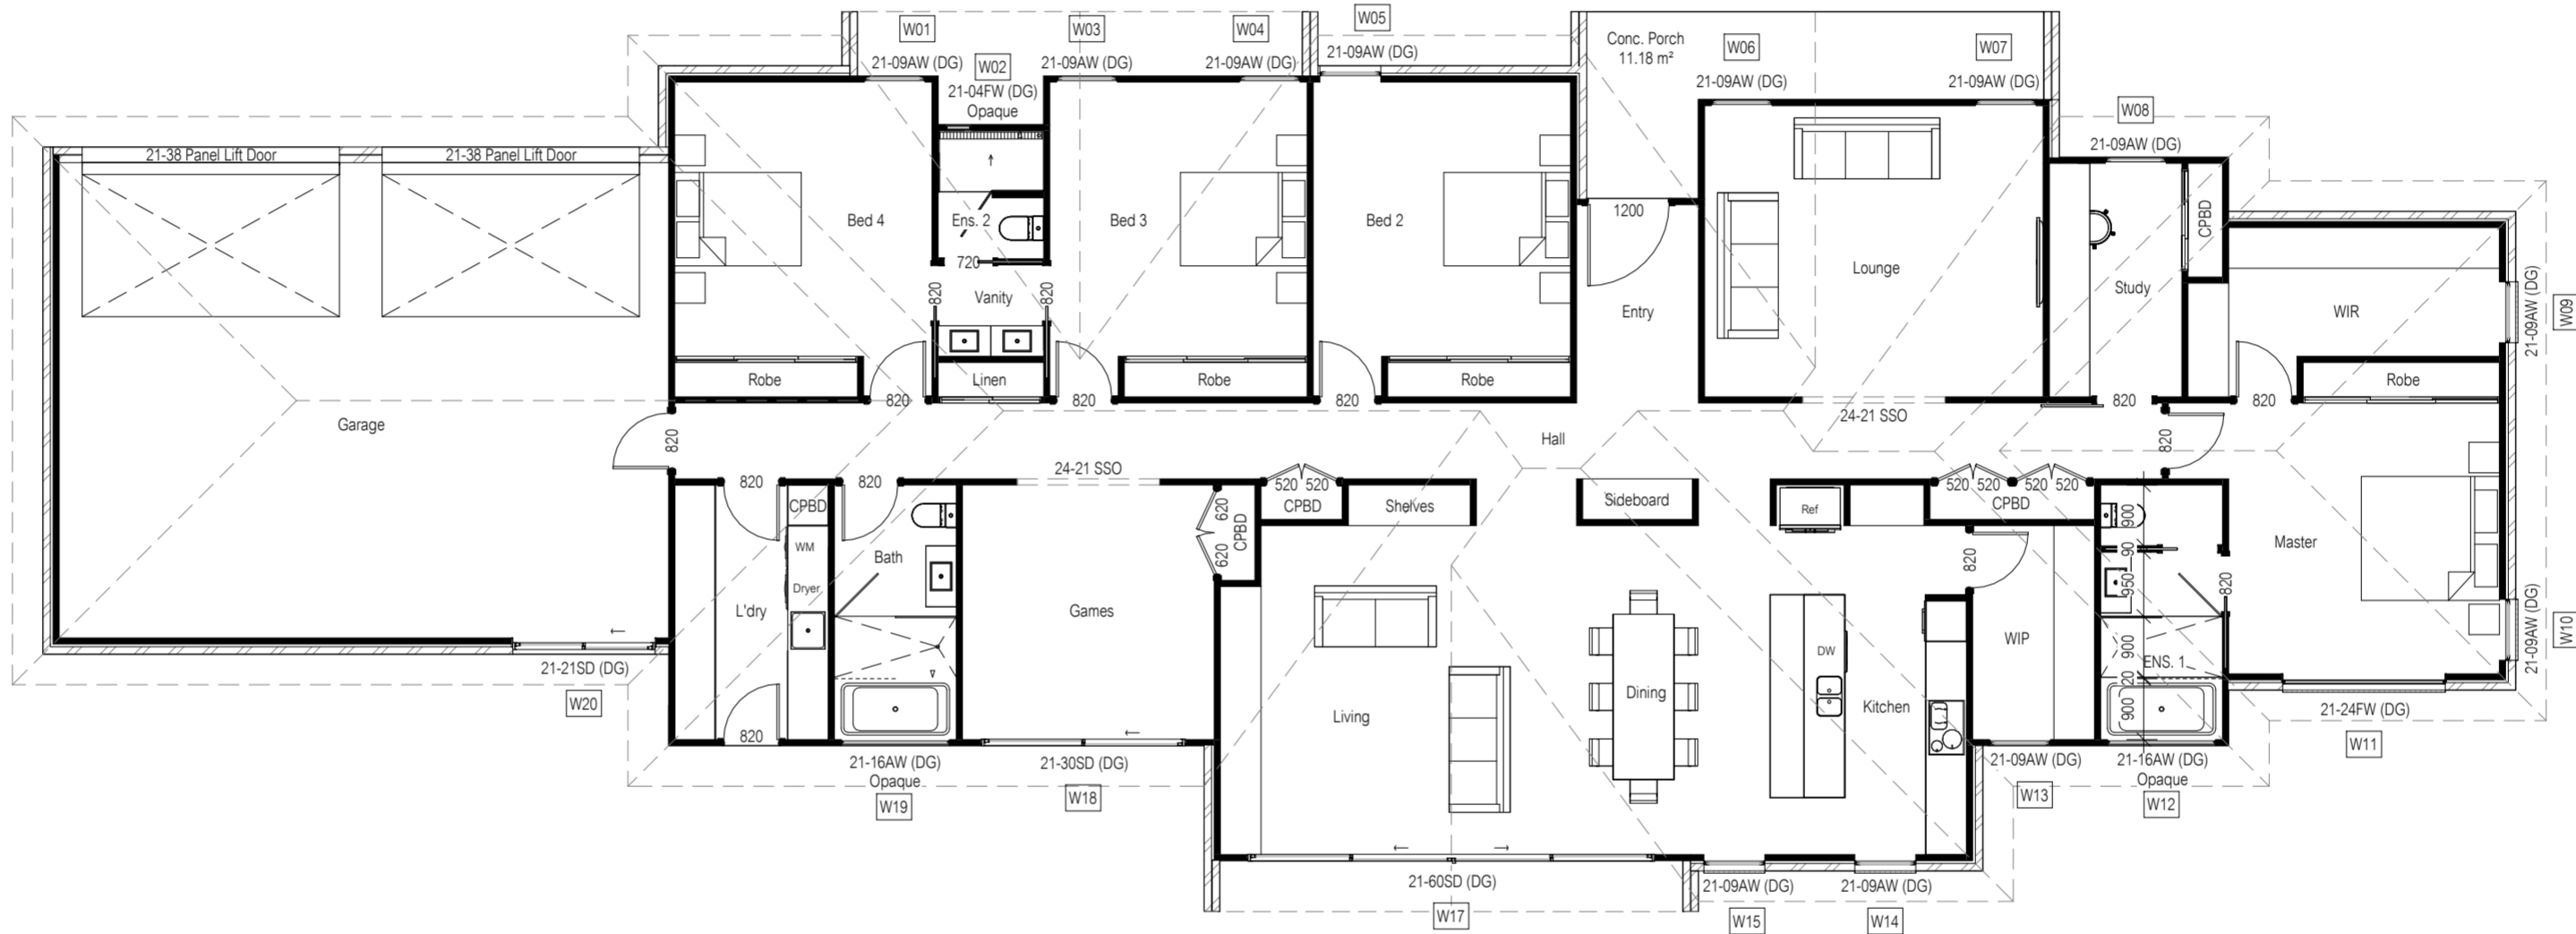 W01
W03
W04
W05
21-09AW (DG)
W02
21-09AW (DG)
21-09AW (DG)
21-09AW (DG)
21-04FW (DG)
Opaque
Conc. Porch
11.18 m²
W06
W07
21-09AW (DG)
21-09AW (DG)
W08
21-09AW (DG)
21-38 Panel Lift Door
21-38 Panel Lift Door
Bed 4
Ens. 2
Bed 3
Bed 2
1200
CPBD
720
Lounge
820
Vanity
820
Entry
Study
WIR
21-09AW (DG)
W09
Robe
Linen
Robe
Robe
Robe
820
820
820
820
820
24-21 SSO
Garage
820
Hall
820
24-21 SSO
820
820
520
520
520
520
520
520
CPBD
CPBD
Shelves
Sideboard
Ref
CPBD
620
620
CPBD
WM
Bath
Dryer
L'dry
Games
820
900
90
950
900
20
900
820
Master
WIP
ENS. 1
DW
Living
Dining
Kitchen
21-09AW (DG)
W10
21-21SD (DG)
W20
820
21-16AW (DG)
Opaque
W19
21-30SD (DG)
W18
21-24FW (DG)
W11
21-09AW (DG)
W13
21-16AW (DG)
Opaque
W12
21-60SD (DG)
W17
21-09AW (DG)
W15
21-09AW (DG)
W14